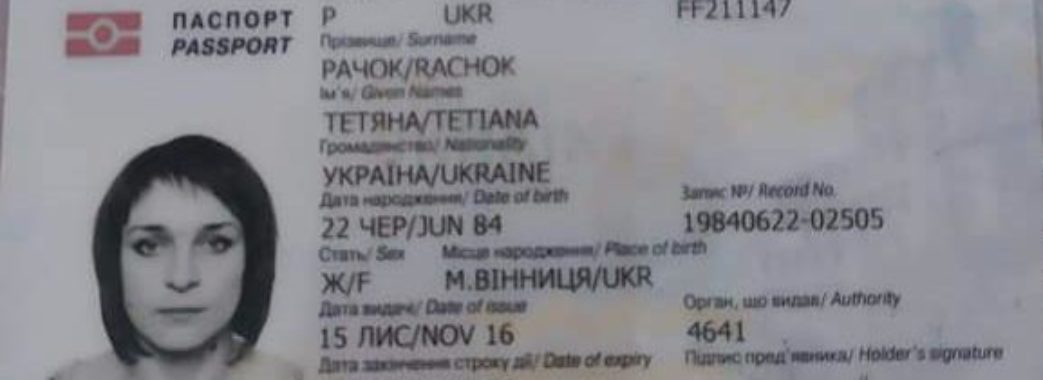 ПАСПОРТ P UKR FF211147
PASSPORT
Прізвище/ Surname
РАЧОК/RACHOK
Ім'я/ Given Names
ТЕТЯНА/TETIANA
Громадянство/ Nationality
УКРАЇНА/UKRAINE
Дата народження/ Date of birth Запис №/ Record No.
22 ЧЕР/JUN 84 19840622-02505
Стать/ Sex Місце народження/ Place of birth
Ж/F М.ВІННИЦЯ/UKR
Дата видачі/ Date of issue Орган, що видав/ Authority
15 ЛИС/NOV 16 4641
Дата закінчення строку дії/ Date of expiry Підпис пред'явника/ Holder's signature